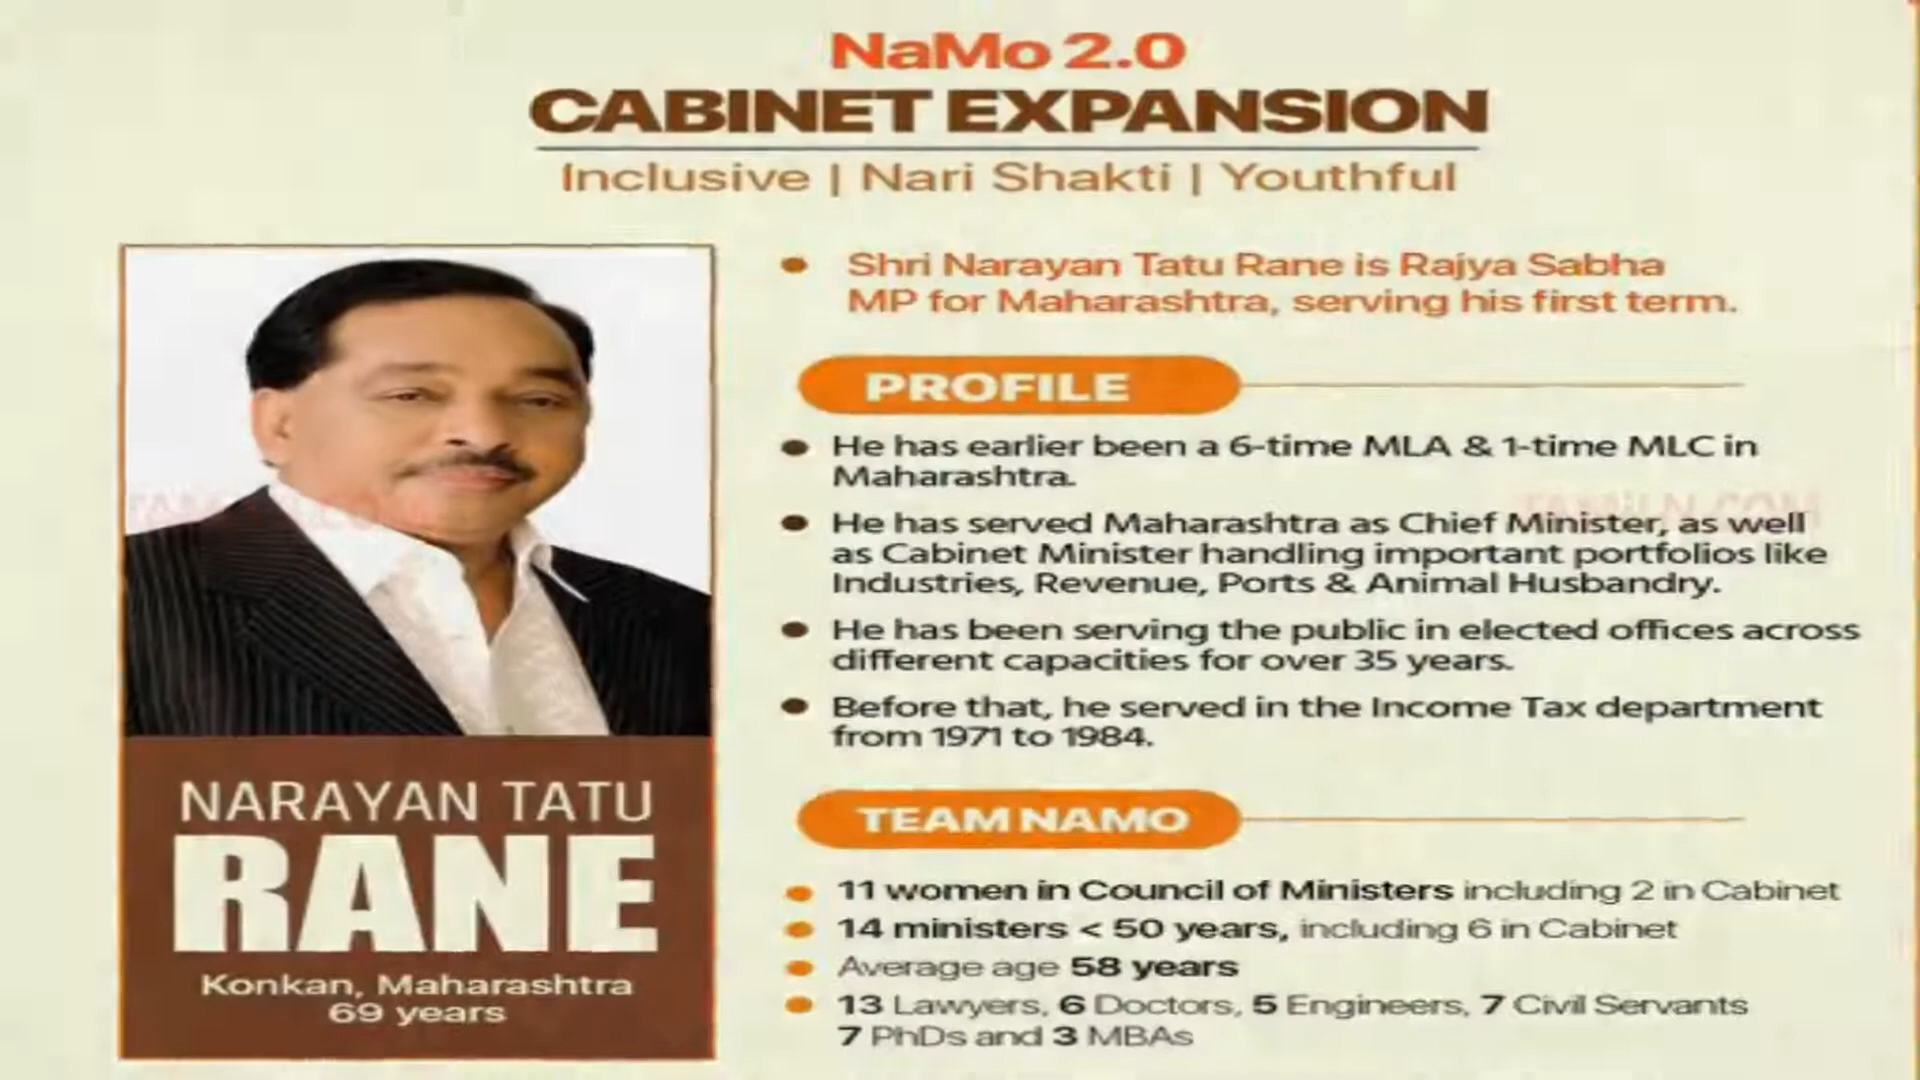 NaMo 2.0
CABINET EXPANSION
Inclusive | Nari Shakti | Youthful
Shri Narayan Tatu Rane is Rajya Sabha
MP for Maharashtra, serving his first term.
PROFILE
He has earlier been a 6-time MLA & 1-time MLC in
Maharashtra.
He has served Maharashtra as Chief Minister, as well
as Cabinet Minister handling important portfolios like
Industries, Revenue, Ports & Animal Husbandry.
He has been serving the public in elected offices across
different capacities for over 35 years.
Before that, he served in the Income Tax department
from 1971 to 1984.
TEAM NAMO
11 women in Council of Ministers including 2 in Cabinet
14 ministers < 50 years, including 6 in Cabinet
Average age 58 years
13 Lawyers, 6 Doctors, 5 Engineers, 7 Civil Servants
7 PhDs and 3 MBAs
NARAYAN TATU
RANE
Konkan, Maharashtra
69 years